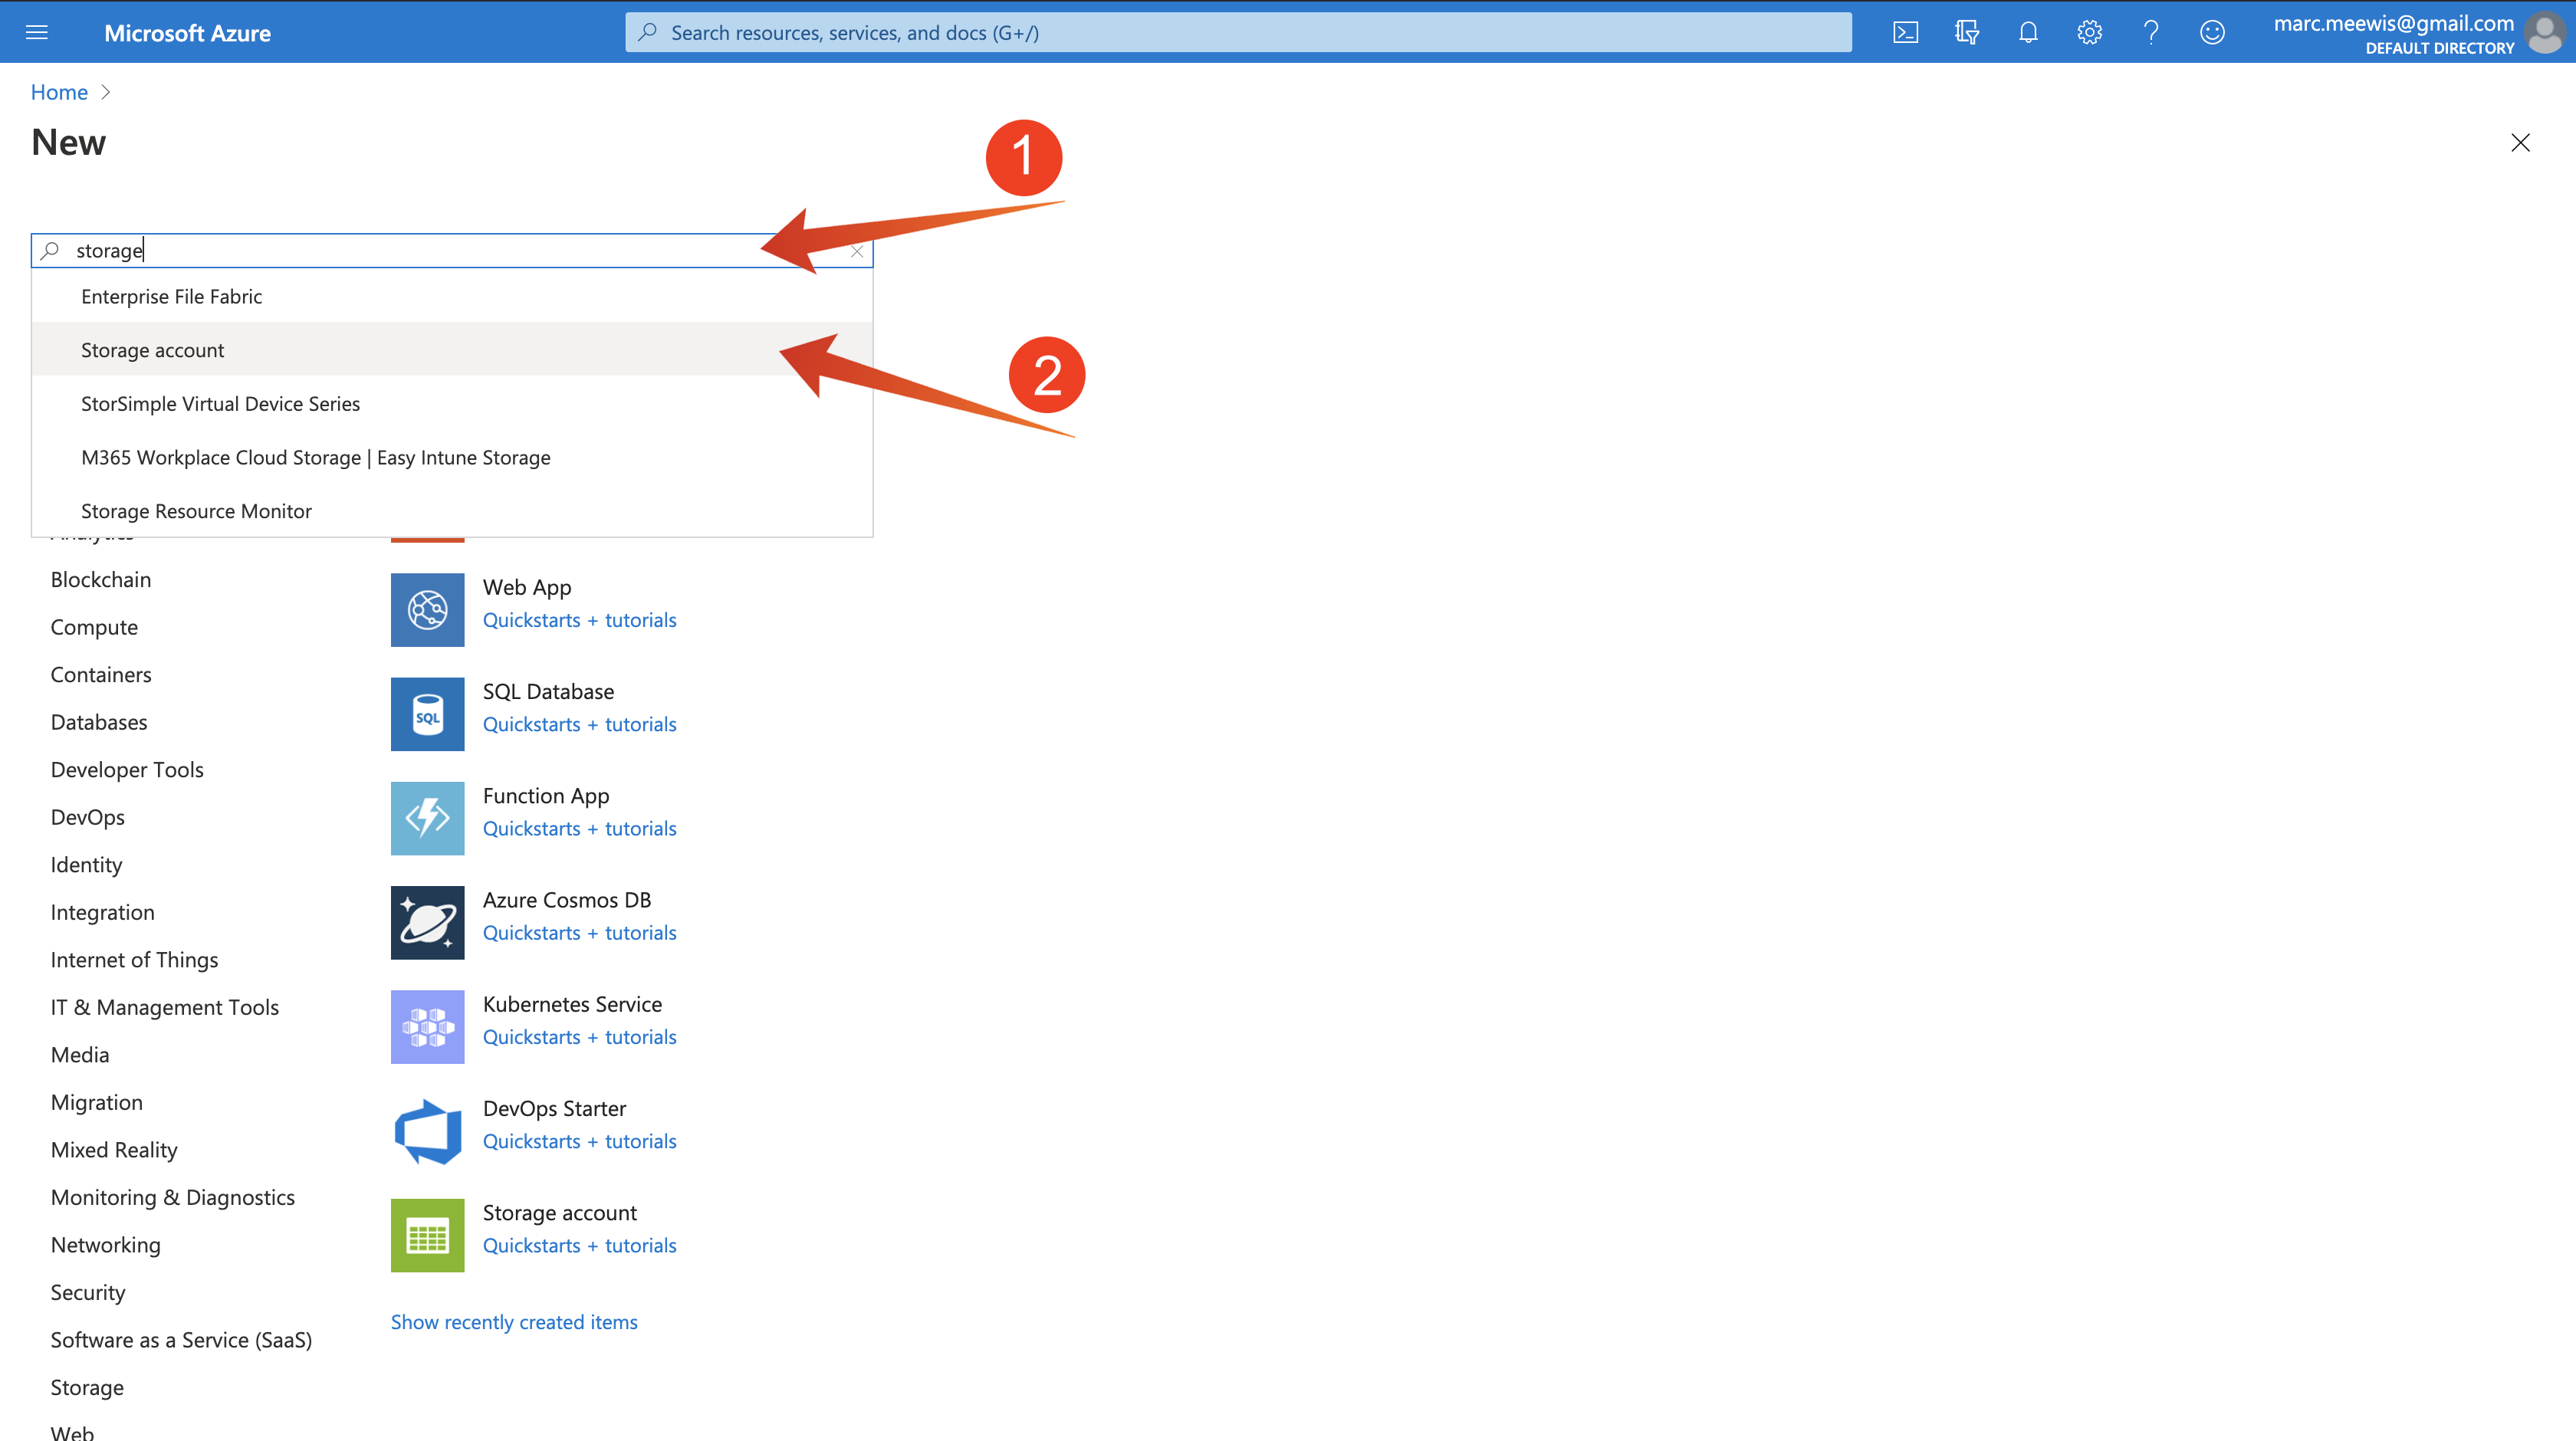 Microsoft Azure
Search resources, services, and docs (G+/)
marc.meewis@gmail.com
DEFAULT DIRECTORY
Home
New
1
storage
Enterprise File Fabric
Storage account
2
StorSimple Virtual Device Series
M365 Workplace Cloud Storage | Easy Intune Storage
Storage Resource Monitor
Analytics
Blockchain
Compute
Containers
Databases
Developer Tools
DevOps
Identity
Integration
Internet of Things
IT & Management Tools
Media
Migration
Mixed Reality
Monitoring & Diagnostics
Networking
Security
Software as a Service (SaaS)
Storage
Web
Web App
Quickstarts + tutorials
SQL
SQL Database
Quickstarts + tutorials
Function App
Quickstarts + tutorials
Azure Cosmos DB
Quickstarts + tutorials
Kubernetes Service
Quickstarts + tutorials
DevOps Starter
Quickstarts + tutorials
Storage account
Quickstarts + tutorials
Show recently created items